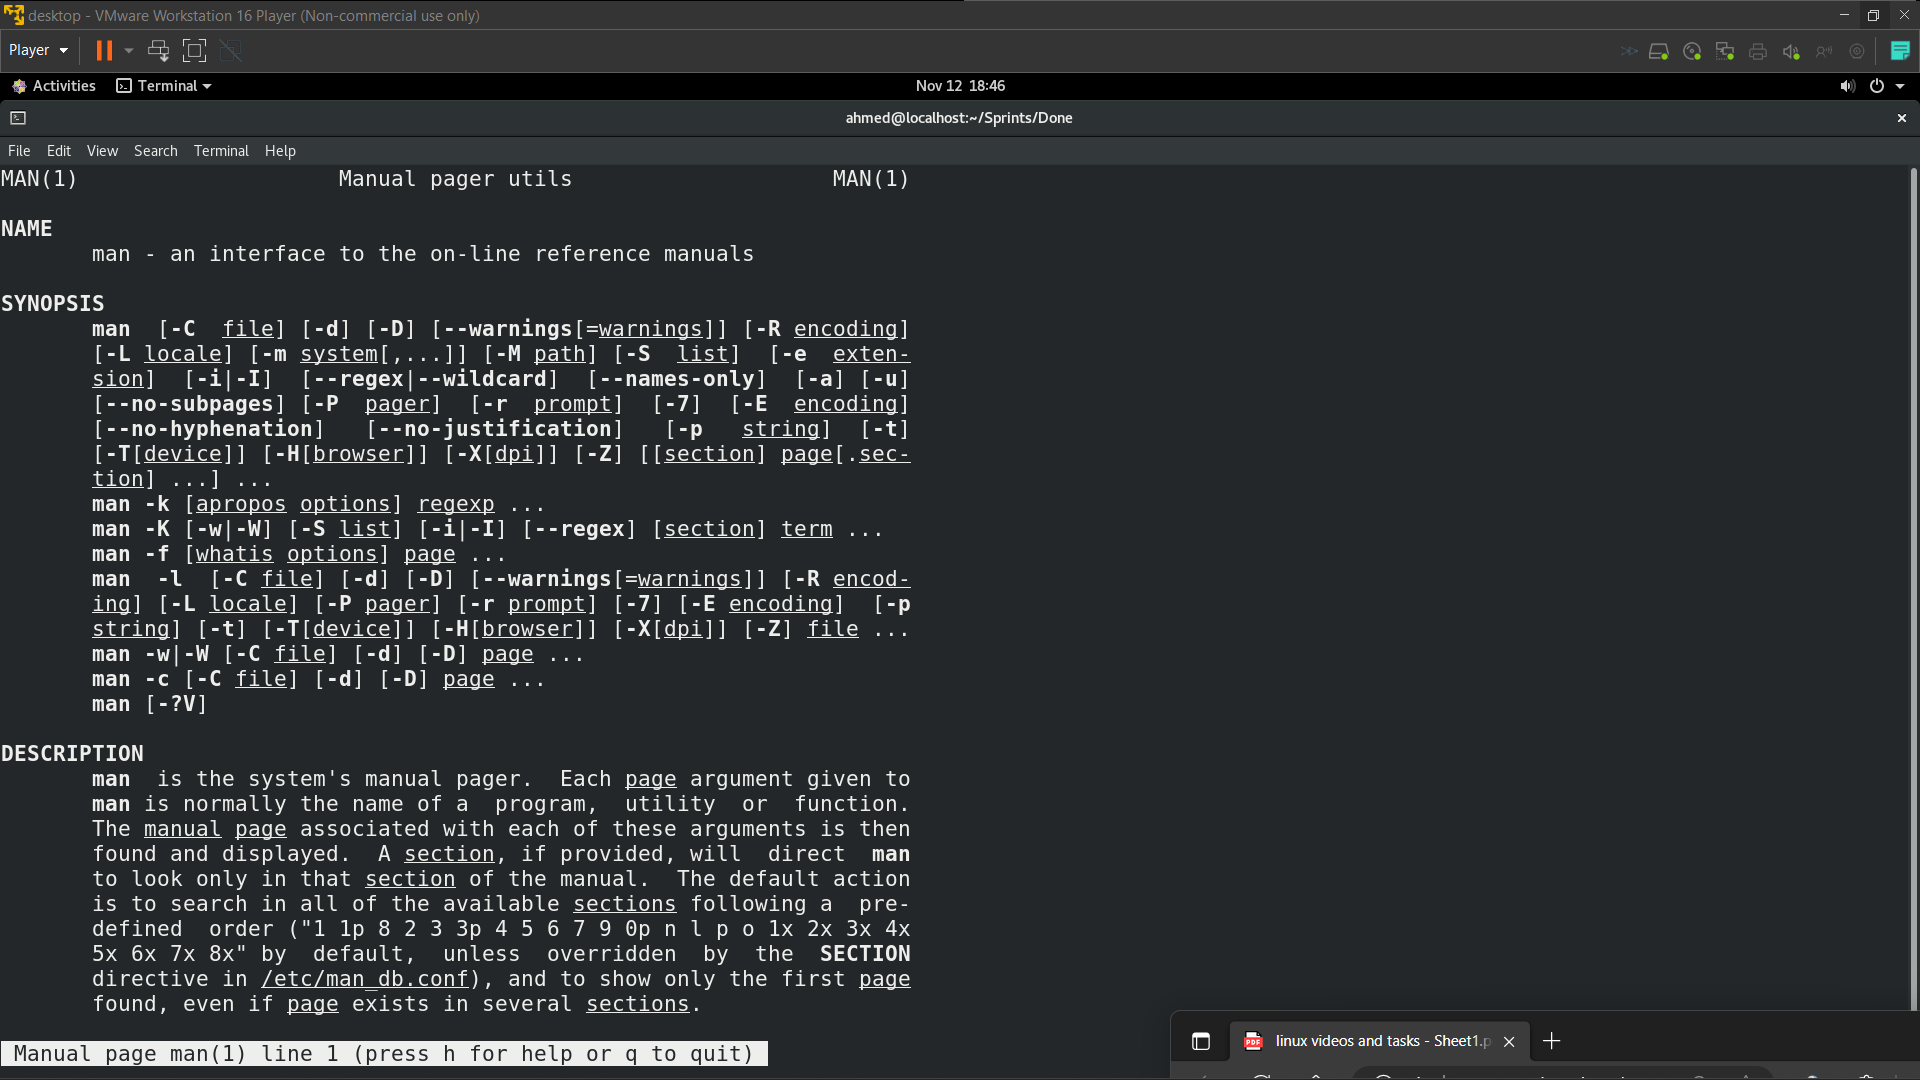 desktop - VMware Workstation 16 Player (Non-commercial use only)
Player
Activities Terminal Nov 12 18:46
ahmed@localhost:~/Sprints/Done
File Edit View Search Terminal Help
MAN(1) Manual pager utils MAN(1)
NAME
man - an interface to the on-line reference manuals
SYNOPSIS
man [-C file] [-d] [-D] [--warnings[=warnings]] [-R encoding]
[-L locale] [-m system[,...]] [-M path] [-S list] [-e exten-
sion] [-i|-I] [--regex|--wildcard] [--names-only] [-a] [-u]
[--no-subpages] [-P pager] [-r prompt] [-7] [-E encoding]
[--no-hyphenation] [--no-justification] [-p string] [-t]
[-T[device]] [-H[browser]] [-X[dpi]] [-Z] [[section] page[.sec-
tion] ...] ...
man -k [apropos options] regexp ...
man -K [-w|-W] [-S list] [-i|-I] [--regex] [section] term ...
man -f [whatis options] page ...
man -l [-C file] [-d] [-D] [--warnings[=warnings]] [-R encod-
ing] [-L locale] [-P pager] [-r prompt] [-7] [-E encoding] [-p
string] [-t] [-T[device]] [-H[browser]] [-X[dpi]] [-Z] file ...
man -w|-W [-C file] [-d] [-D] page ...
man -c [-C file] [-d] [-D] page ...
man [-?V]
DESCRIPTION
man is the system's manual pager. Each page argument given to
man is normally the name of a program, utility or function.
The manual page associated with each of these arguments is then
found and displayed. A section, if provided, will direct man
to look only in that section of the manual. The default action
is to search in all of the available sections following a pre-
defined order ("1 1p 8 2 3 3p 4 5 6 7 9 0p n l p o 1x 2x 3x 4x
5x 6x 7x 8x" by default, unless overridden by the SECTION
directive in /etc/man_db.conf), and to show only the first page
found, even if page exists in several sections.
Manual page man(1) line 1 (press h for help or q to quit)
PDF linux videos and tasks - Sheet1.p